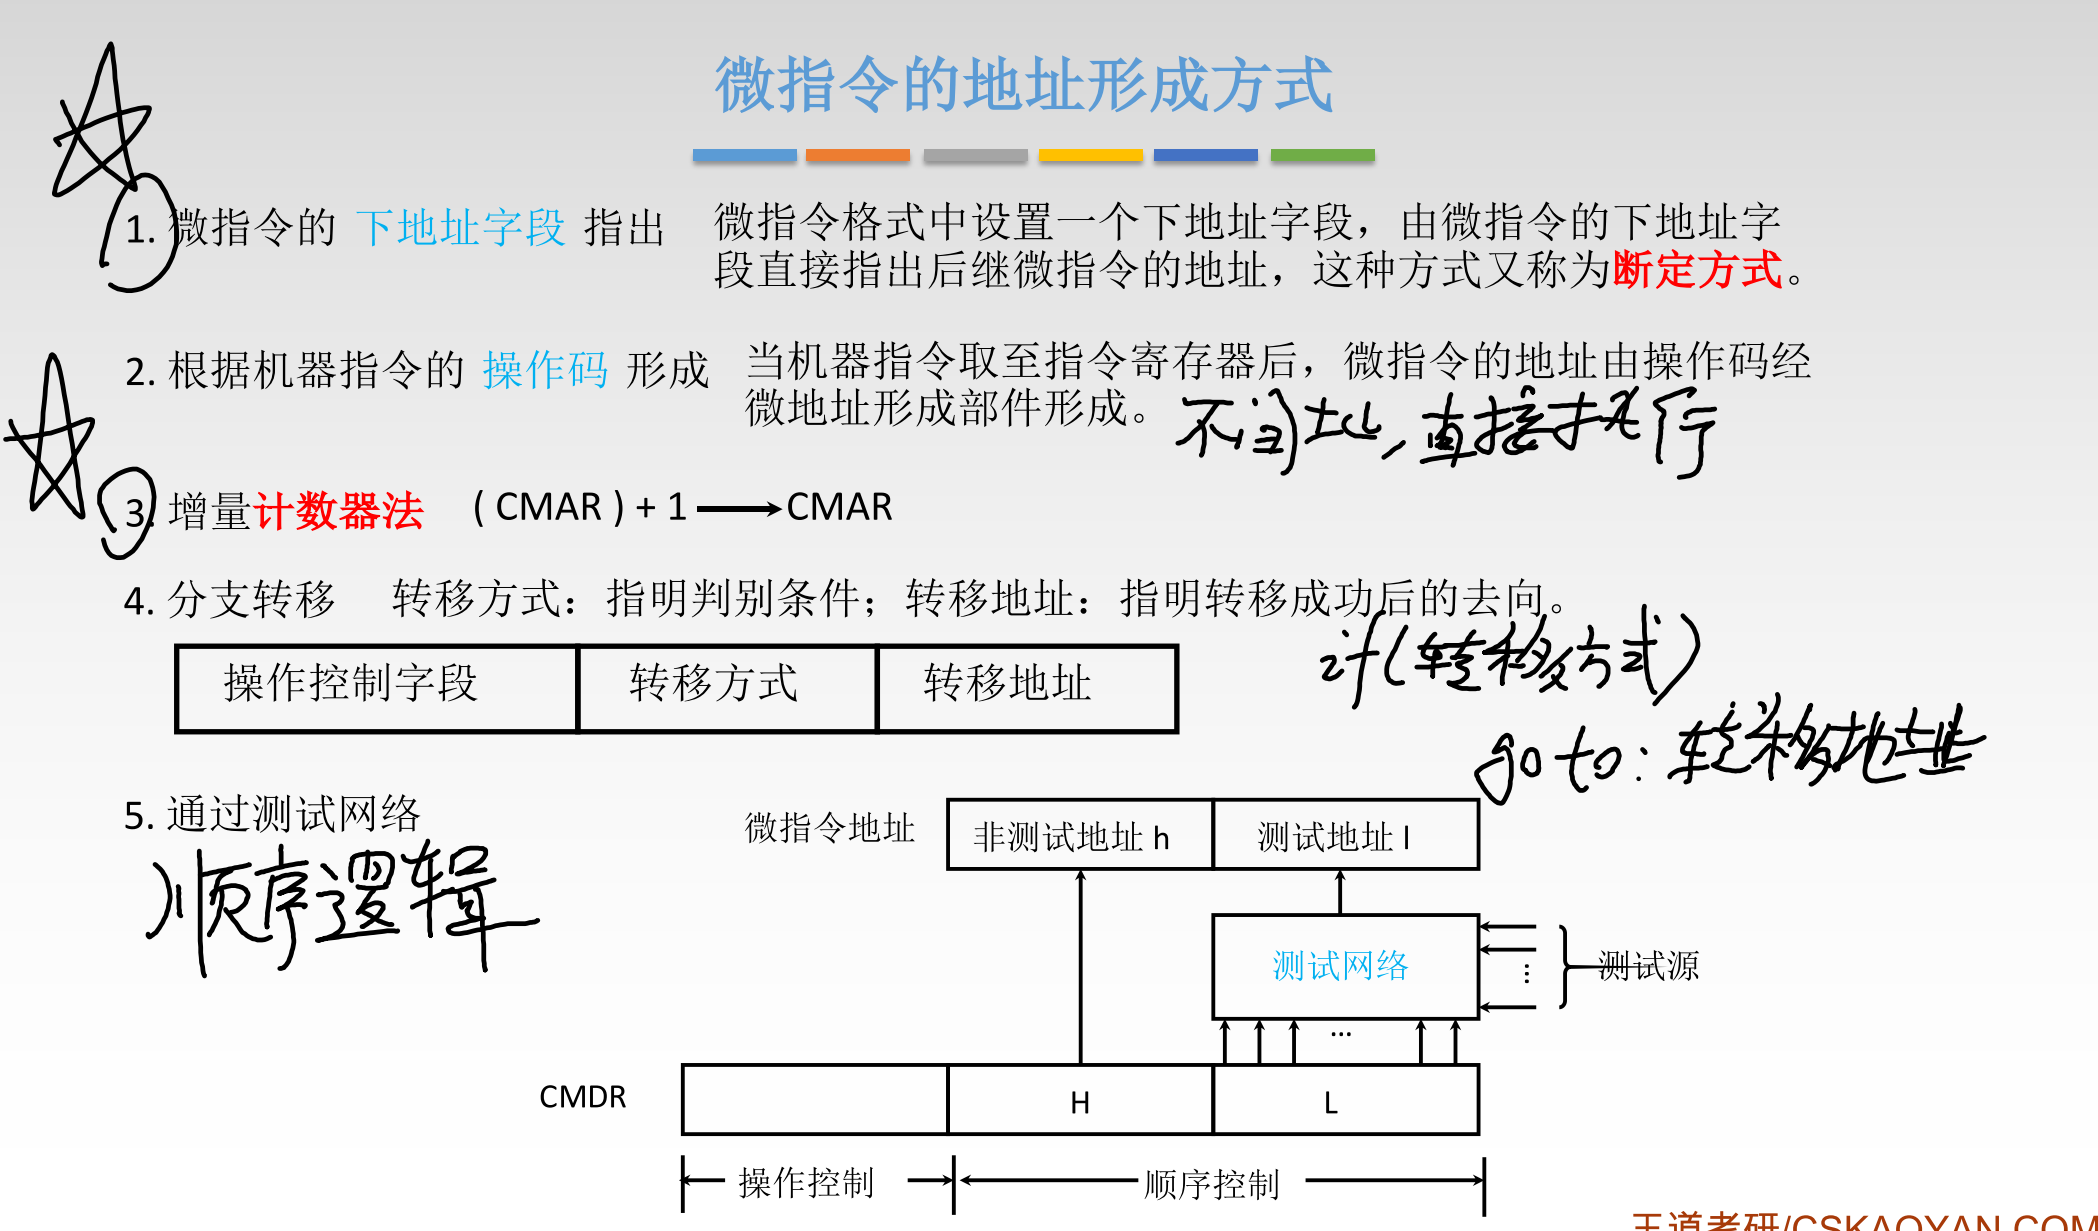 微指令的地址形成方式
1. 微指令的 下地址字段 指出
微指令格式中设置一个下地址字段，由微指令的下地址字
段直接指出后继微指令的地址，这种方式又称为断定方式。
2. 根据机器指令的 操作码 形成
当机器指令取至指令寄存器后，微指令的地址由操作码经
微地址形成部件形成。
直接执行
3. 增量计数器法 ( CMAR ) + 1 → CMAR
4. 分支转移 转移方式：指明判别条件；转移地址：指明转移成功后的去向。
if(转移方式)
操作控制字段 转移方式 转移地址
go to: 转移地址
5. 通过测试网络
顺序逻辑
微指令地址 非测试地址 h 测试地址 l
测试网络 ... 测试源
...
CMDR H L
操作控制 顺序控制
王道考研/CSKAOYAN.COM